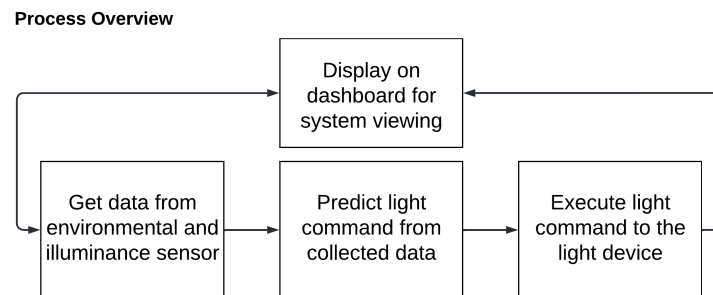 Process Overview
Display on
dashboard for
system viewing
Get data from
environmental and
illuminance sensor
Predict light
command from
collected data
Execute light
command to the
light device